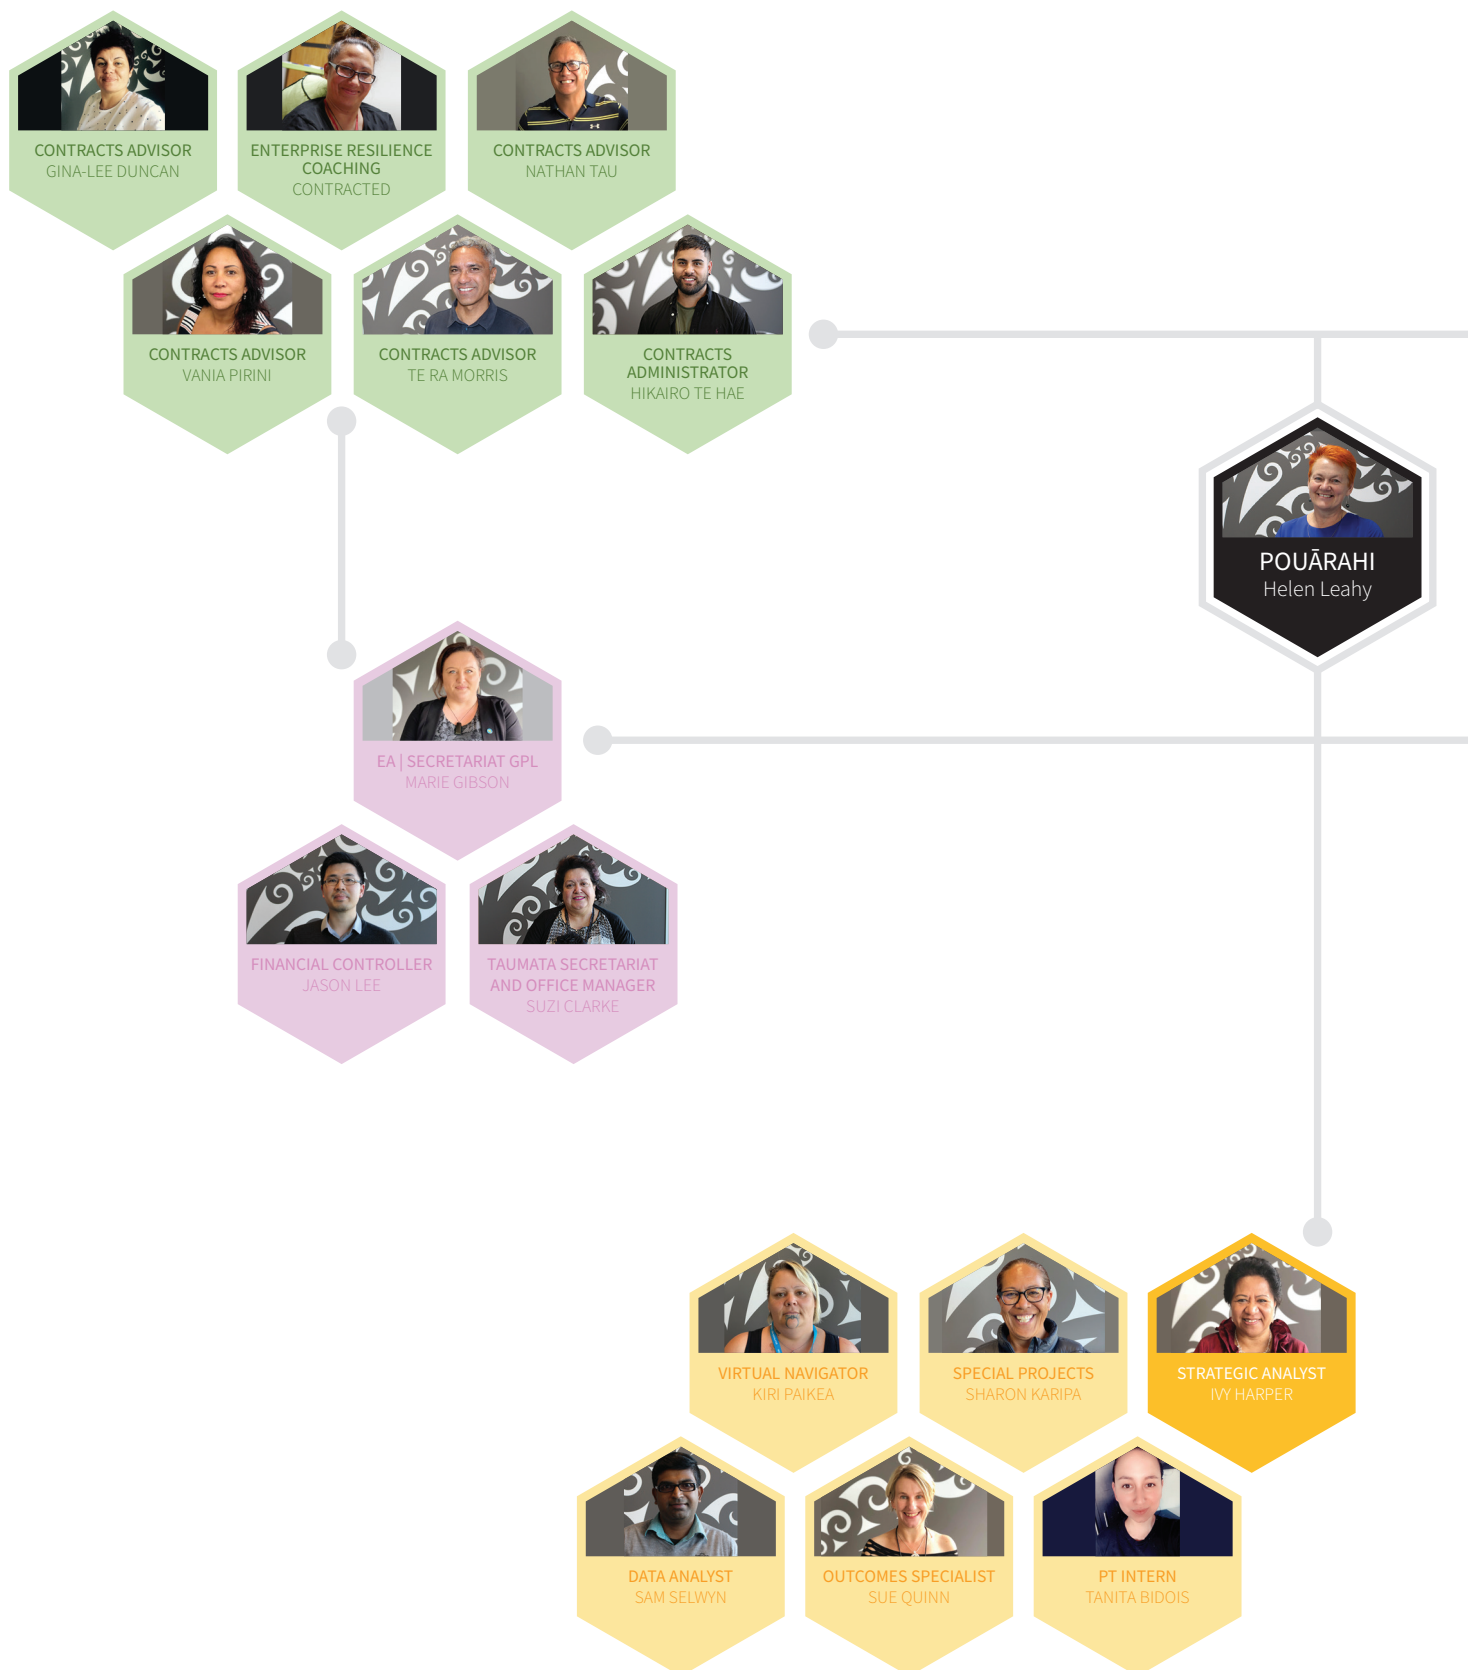 CONTRACTS ADVISOR
GINA-LEE DUNCAN
ENTERPRISE RESILIENCE
COACHING
CONTRACTED
CONTRACTS ADVISOR
NATHAN TAU
CONTRACTS ADVISOR
VANIA PIRINI
CONTRACTS ADVISOR
TE RA MORRIS
CONTRACTS
ADMINISTRATOR
HIKAIRO TE HAE
POUĀRAHI
Helen Leahy
EA | SECRETARIAT GPL
MARIE GIBSON
FINANCIAL CONTROLLER
JASON LEE
TAUMATA SECRETARIAT
AND OFFICE MANAGER
SUZI CLARKE
VIRTUAL NAVIGATOR
KIRI PAIKEA
SPECIAL PROJECTS
SHARON KARIPA
STRATEGIC ANALYST
IVY HARPER
DATA ANALYST
SAM SELWYN
OUTCOMES SPECIALIST
SUE QUINN
PT INTERN
TANITA BIDOIS